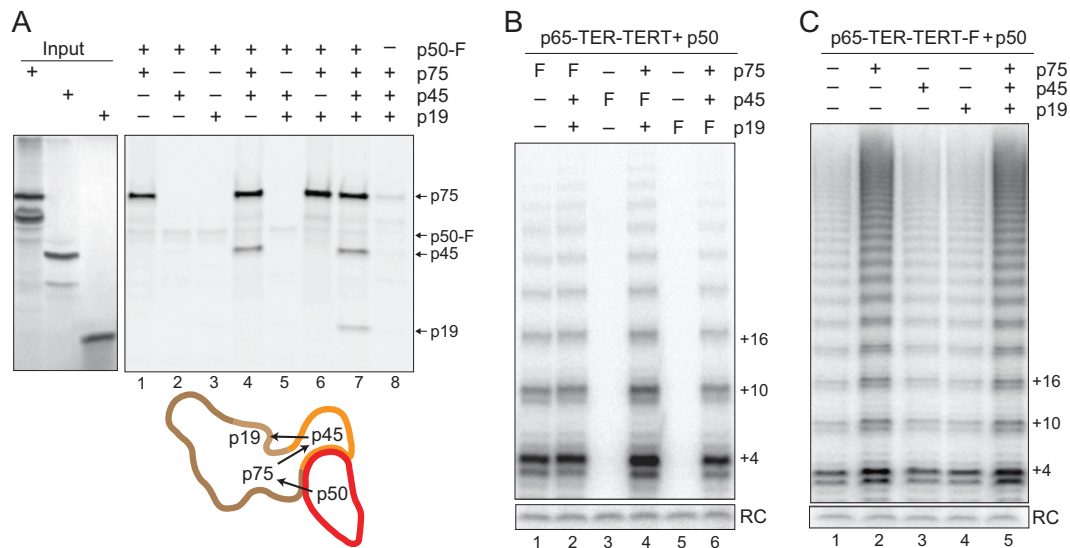 A
Input
+
+
+
+ + + + + + + – p50-F
+ – – + – + + + p75
– + – + + – + + p45
– – + – + + + + p19
p75
p50-F
p45
p19
1 2 3 4 5 6 7 8
p19 p45
p75
p50
B
p65-TER-TERT+ p50
F F – + – + p75
– + F F – + p45
– + – + F F p19
+16
+10
+4
RC
1 2 3 4 5 6
C
p65-TER-TERT-F + p50
– + – – + p75
– – + – + p45
– – – + + p19
+16
+10
+4
RC
1 2 3 4 5